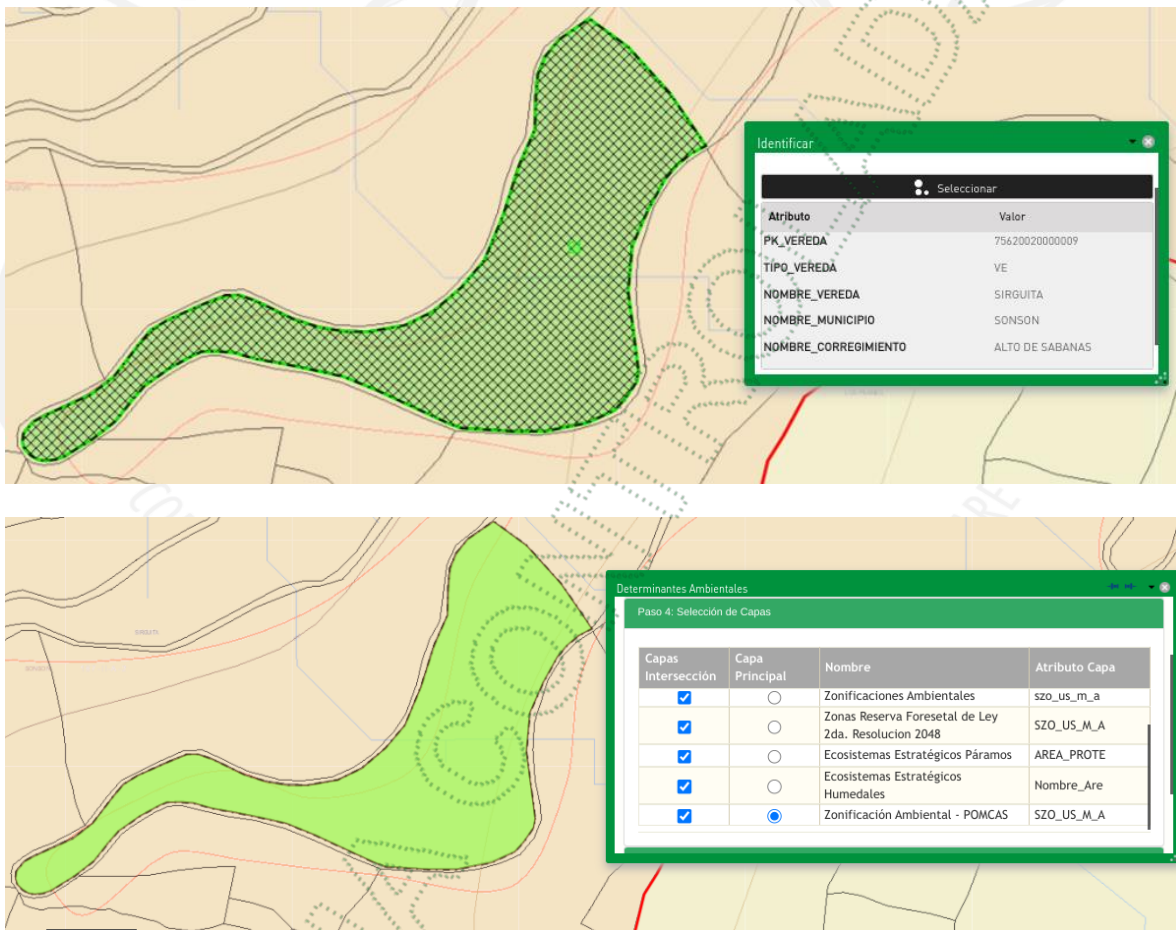 Identificar
Seleccionar
Atributo Valor
PK_VEREDA 75620020000009
TIPO_VEREDA VE
NOMBRE_VEREDA SIRGUITA
NOMBRE_MUNICIPIO SONSON
NOMBRE_CORREGIMIENTO ALTO DE SABANAS
Determinantes Ambientales
Paso 4: Selección de Capas
Capas Intersección Capa Principal Nombre Atributo Capa
Zonificaciones Ambientales szo_us_m_a
Zonas Reserva Foresetal de Ley
2da. Resolucion 2048 SZO_US_M_A
Ecosistemas Estratégicos Páramos AREA_PROTE
Ecosistemas Estratégicos
Humedales Nombre_Are
Zonificación Ambiental - POMCAS SZO_US_M_A
SIRGUITA